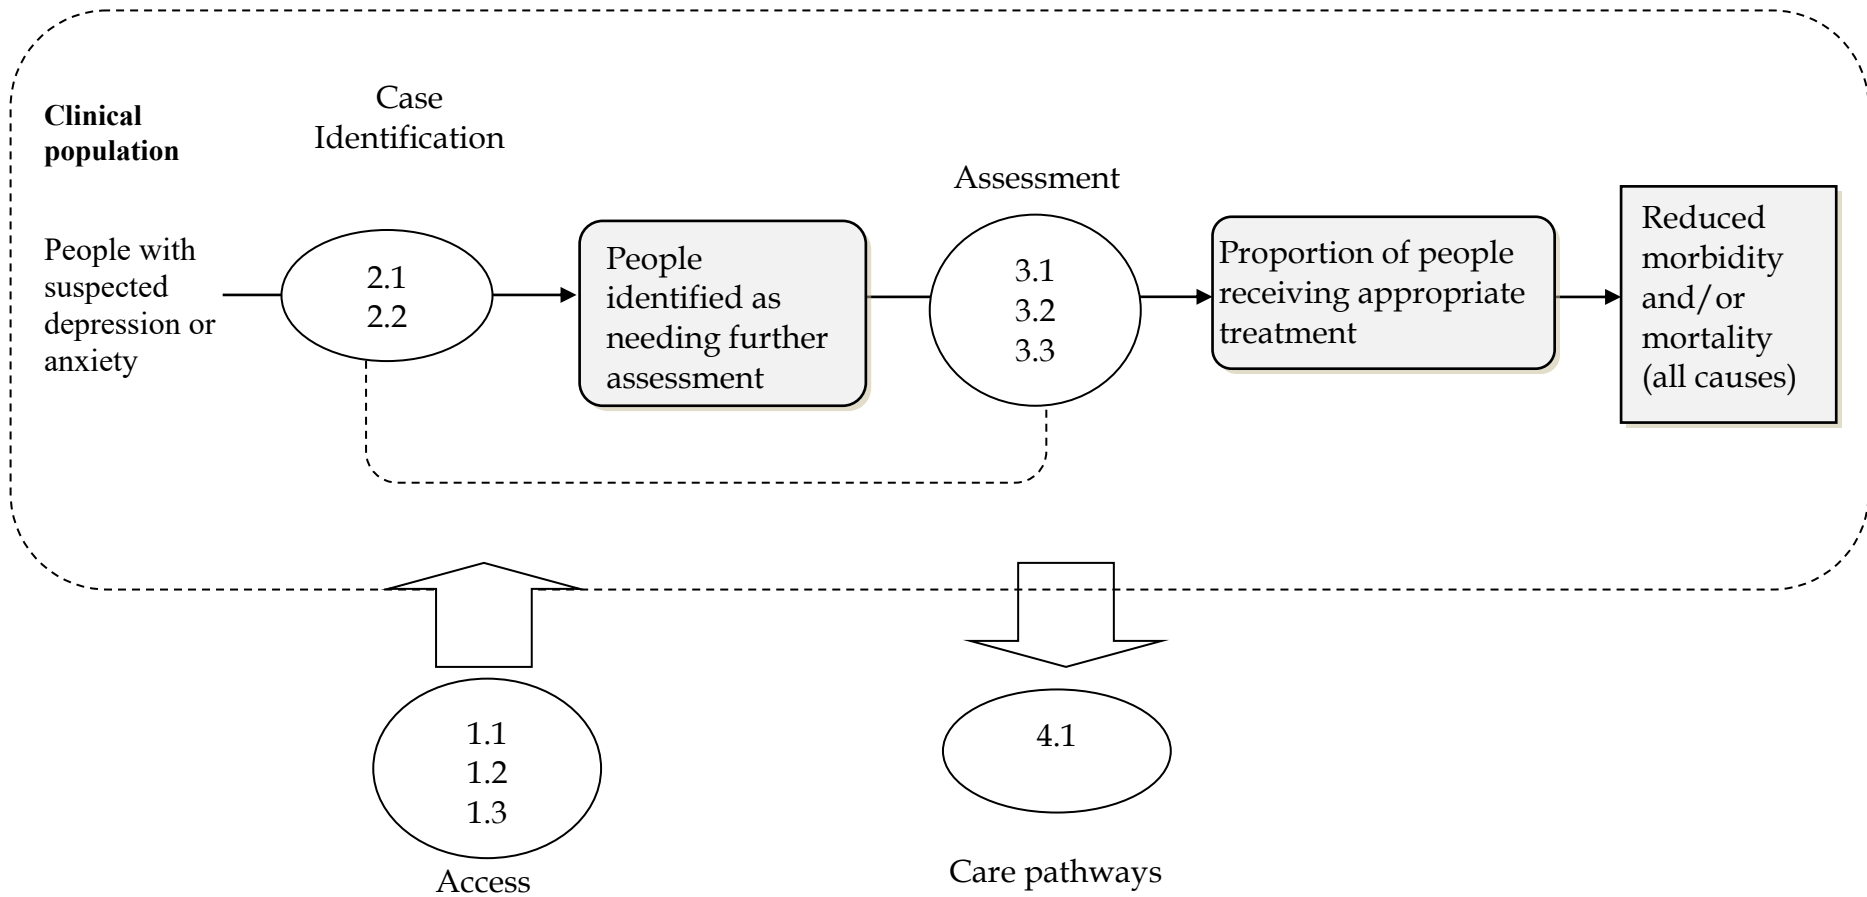 Clinical
population
Case
Identification
People with
suspected
depression or
anxiety
2.1
2.2
People
identified as
needing further
assessment
Assessment
3.1
3.2
3.3
Proportion of people
receiving appropriate
treatment
Reduced
morbidity
and/or
mortality
(all causes)
1.1
1.2
1.3
Access
4.1
Care pathways